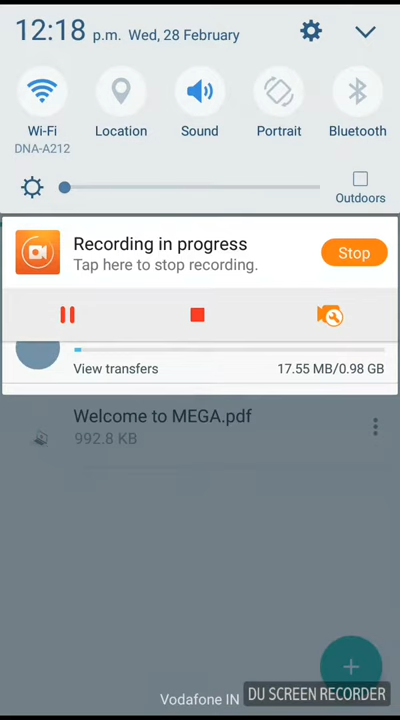 12:18 p.m. Wed, 28 February
Wi-Fi Location Sound Portrait Bluetooth
DNA-A212
Outdoors
Recording in progress
Tap here to stop recording.
Stop
View transfers 17.55 MB/0.98 GB
Welcome to MEGA.pdf
992.8 KB
Vodafone IN
DU SCREEN RECORDER